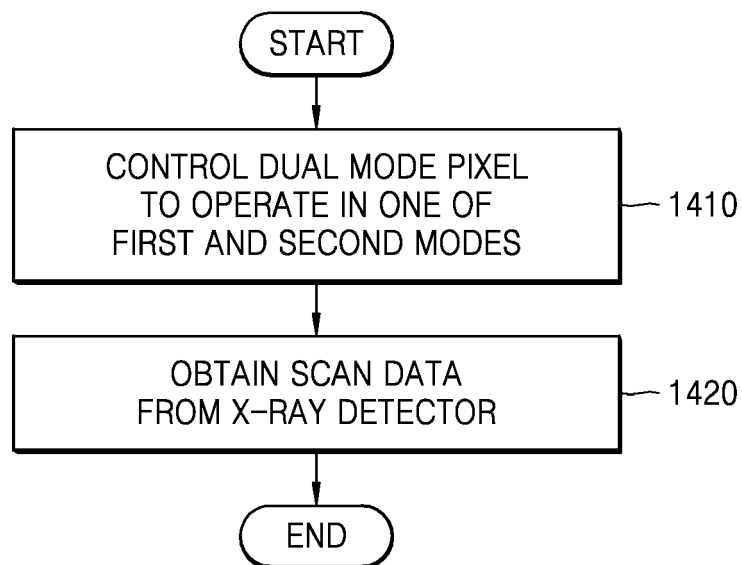 START
CONTROL DUAL MODE PIXEL
TO OPERATE IN ONE OF
FIRST AND SECOND MODES
1410
OBTAIN SCAN DATA
FROM X-RAY DETECTOR
1420
END